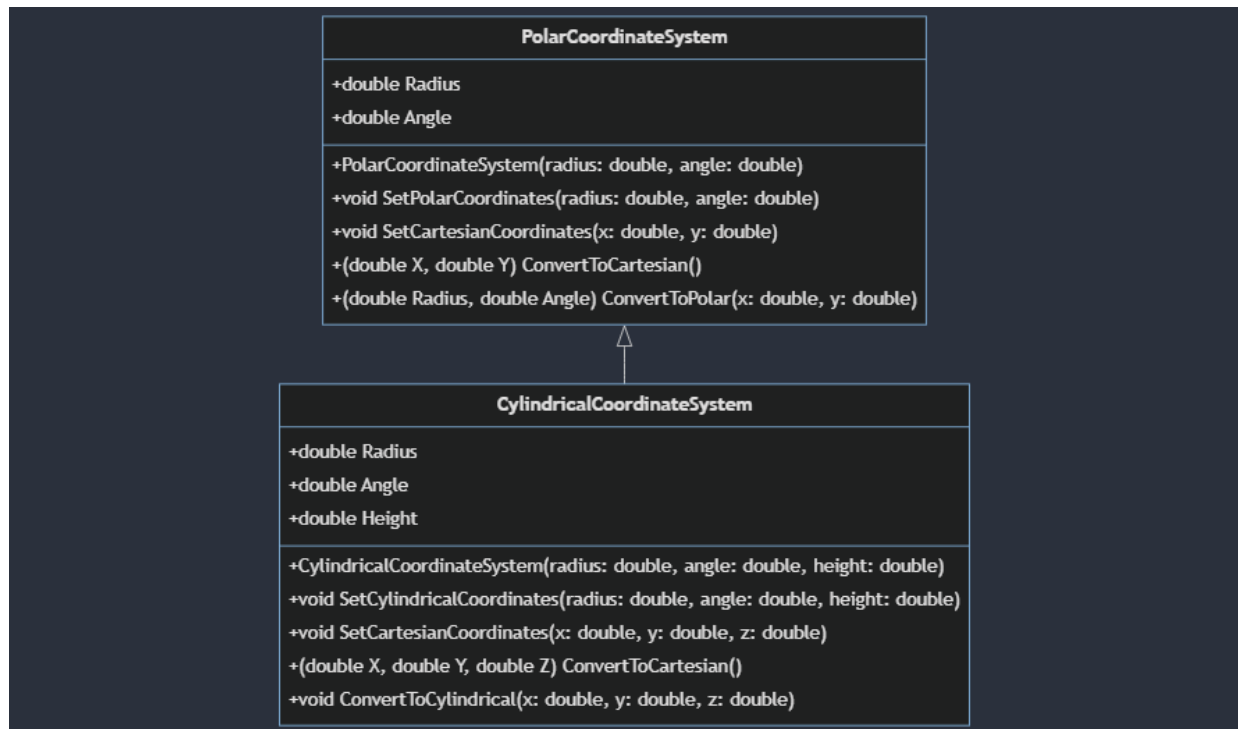 PolarCoordinateSystem
+double Radius
+double Angle
+PolarCoordinateSystem(radius: double, angle: double)
+void SetPolarCoordinates(radius: double, angle: double)
+void SetCartesianCoordinates(x: double, y: double)
+(double X, double Y) ConvertToCartesian()
+(double Radius, double Angle) ConvertToPolar(x: double, y: double)
CylindricalCoordinateSystem
+double Radius
+double Angle
+double Height
+CylindricalCoordinateSystem(radius: double, angle: double, height: double)
+void SetCylindricalCoordinates(radius: double, angle: double, height: double)
+void SetCartesianCoordinates(x: double, y: double, z: double)
+(double X, double Y, double Z) ConvertToCartesian()
+void ConvertToCylindrical(x: double, y: double, z: double)